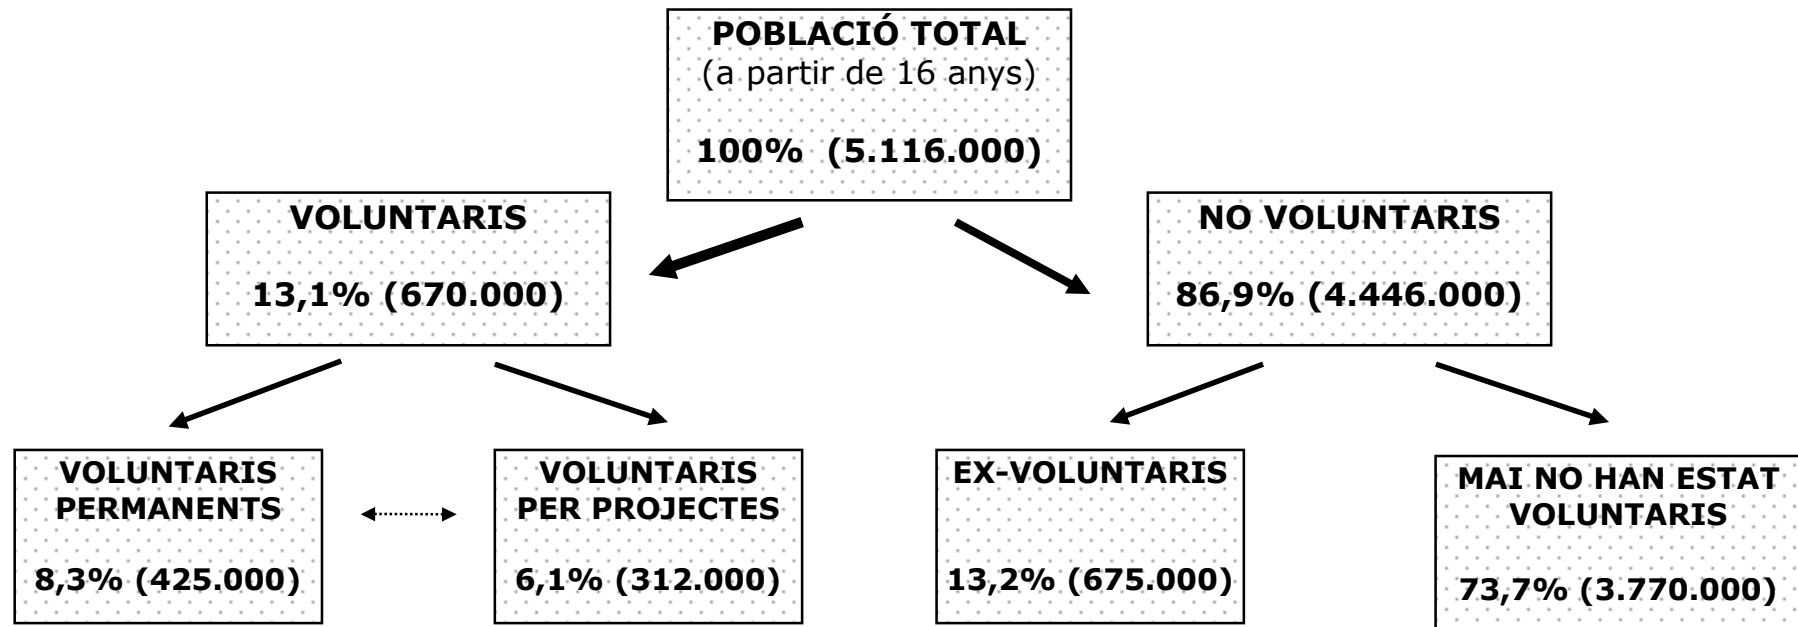 POBLACIÓ TOTAL
(a partir de 16 anys)
100% (5.116.000)
VOLUNTARIS
13,1% (670.000)
NO VOLUNTARIS
86,9% (4.446.000)
VOLUNTARIS
PERMANENTS
8,3% (425.000)
VOLUNTARIS
PER PROJECTES
6,1% (312.000)
EX-VOLUNTARIS
13,2% (675.000)
MAI NO HAN ESTAT
VOLUNTARIS
73,7% (3.770.000)